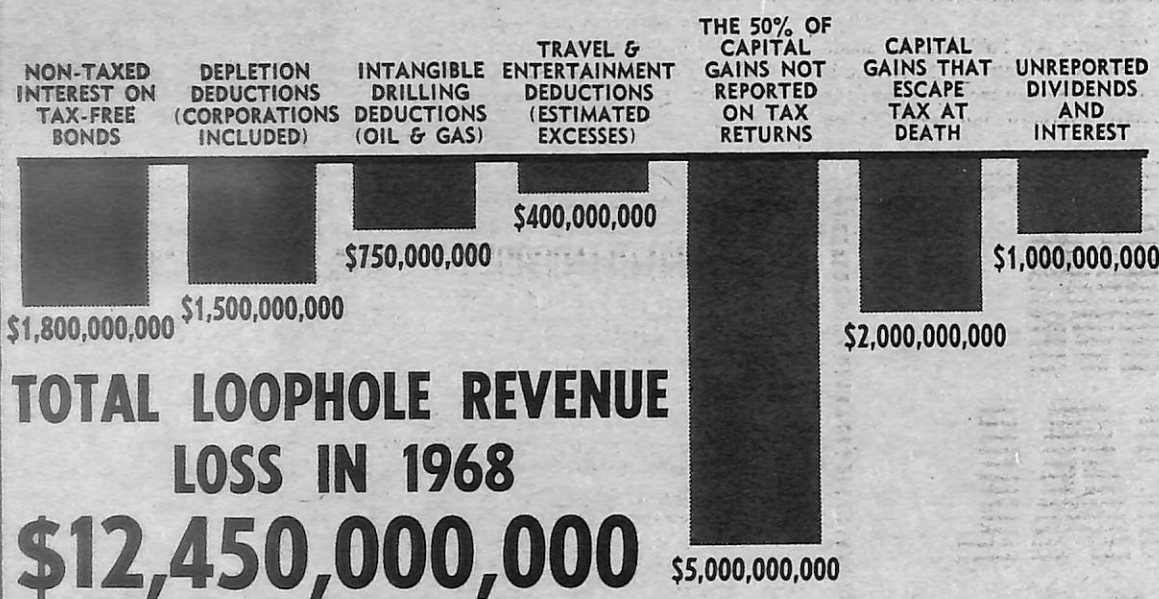 NON-TAXED
INTEREST ON
TAX-FREE
BONDS
DEPLETION
DEDUCTIONS
(CORPORATIONS
INCLUDED)
INTANGIBLE
DRILLING
DEDUCTIONS
(OIL & GAS)
TRAVEL &
ENTERTAINMENT
DEDUCTIONS
(ESTIMATED
EXCESSES)
THE 50% OF
CAPITAL
GAINS NOT
REPORTED
ON TAX
RETURNS
CAPITAL
GAINS THAT
ESCAPE
TAX AT
DEATH
UNREPORTED
DIVIDENDS
AND
INTEREST
$1,800,000,000
$1,500,000,000
$750,000,000
$400,000,000
$5,000,000,000
$2,000,000,000
$1,000,000,000
TOTAL LOOPHOLE REVENUE
LOSS IN 1968
$12,450,000,000